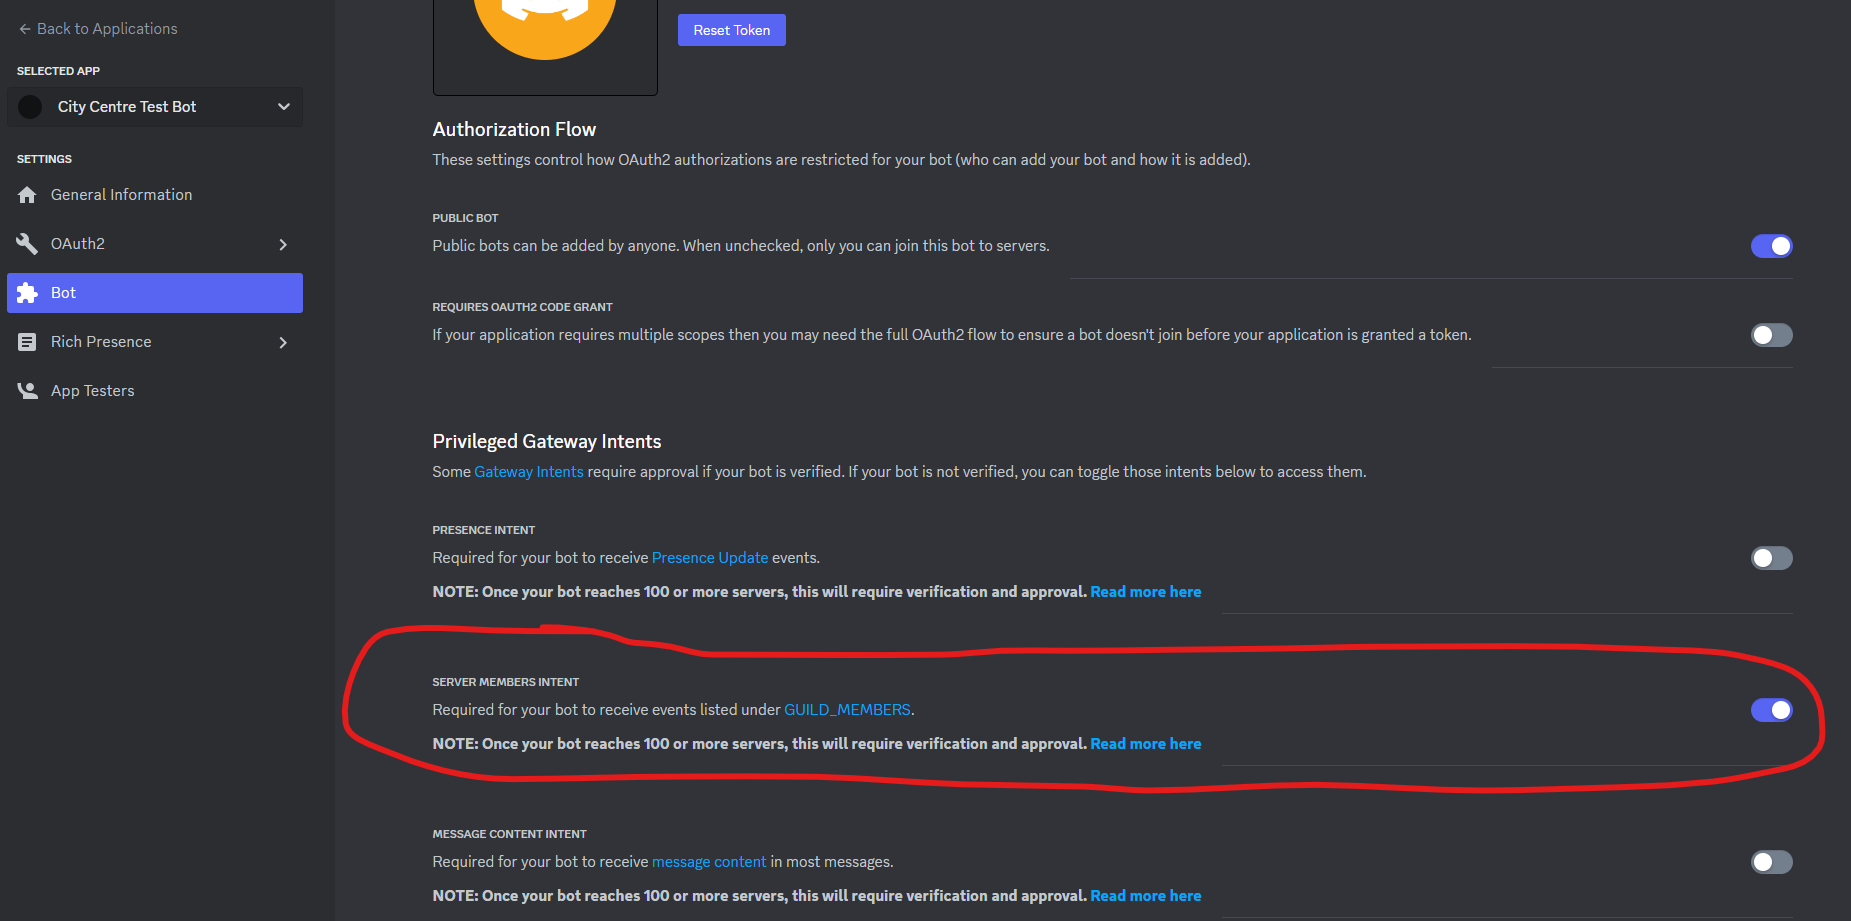 Back to Applications
SELECTED APP
City Centre Test Bot
SETTINGS
General Information
OAuth2
Bot
Rich Presence
App Testers
Reset Token
Authorization Flow
These settings control how OAuth2 authorizations are restricted for your bot (who can add your bot and how it is added).
PUBLIC BOT
Public bots can be added by anyone. When unchecked, only you can join this bot to servers.
REQUIRES OAUTH2 CODE GRANT
If your application requires multiple scopes then you may need the full OAuth2 flow to ensure a bot doesn't join before your application is granted a token.
Privileged Gateway Intents
Some Gateway Intents require approval if your bot is verified. If your bot is not verified, you can toggle those intents below to access them.
PRESENCE INTENT
Required for your bot to receive Presence Update events.
NOTE: Once your bot reaches 100 or more servers, this will require verification and approval. Read more here
SERVER MEMBERS INTENT
Required for your bot to receive events listed under GUILD_MEMBERS.
NOTE: Once your bot reaches 100 or more servers, this will require verification and approval. Read more here
MESSAGE CONTENT INTENT
Required for your bot to receive message content in most messages.
NOTE: Once your bot reaches 100 or more servers, this will require verification and approval. Read more here